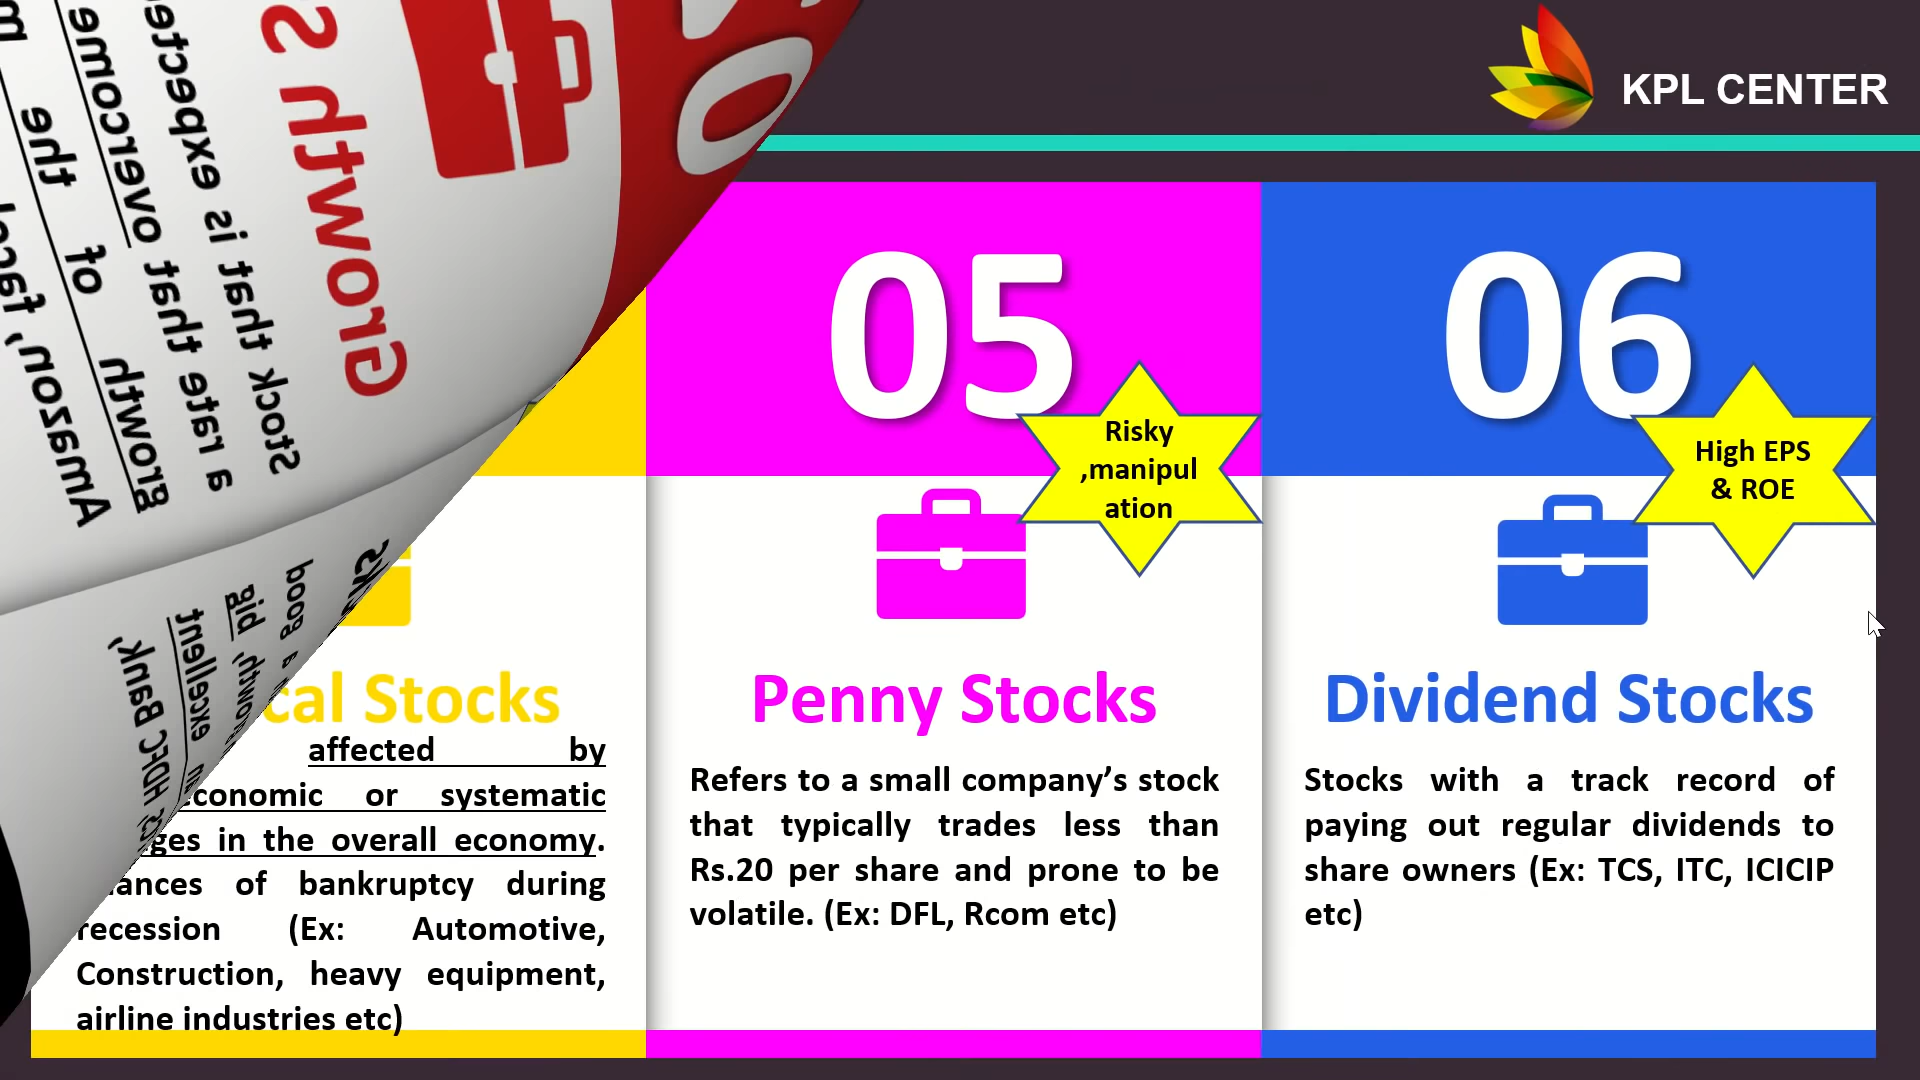 KPL CENTER
Growth S
Stock that is expecte
a rate that overcome
growth of the m
Amazon, facel
good
big
excellent
HDFC Bank,
05
Risky
,manipul
ation
06
High EPS
& ROE
cal Stocks
affected by
conomic or systematic
ges in the overall economy.
ances of bankruptcy during
recession (Ex: Automotive,
Construction, heavy equipment,
airline industries etc)
Penny Stocks
Refers to a small company’s stock
that typically trades less than
Rs.20 per share and prone to be
volatile. (Ex: DFL, Rcom etc)
Dividend Stocks
Stocks with a track record of
paying out regular dividends to
share owners (Ex: TCS, ITC, ICICIP
etc)